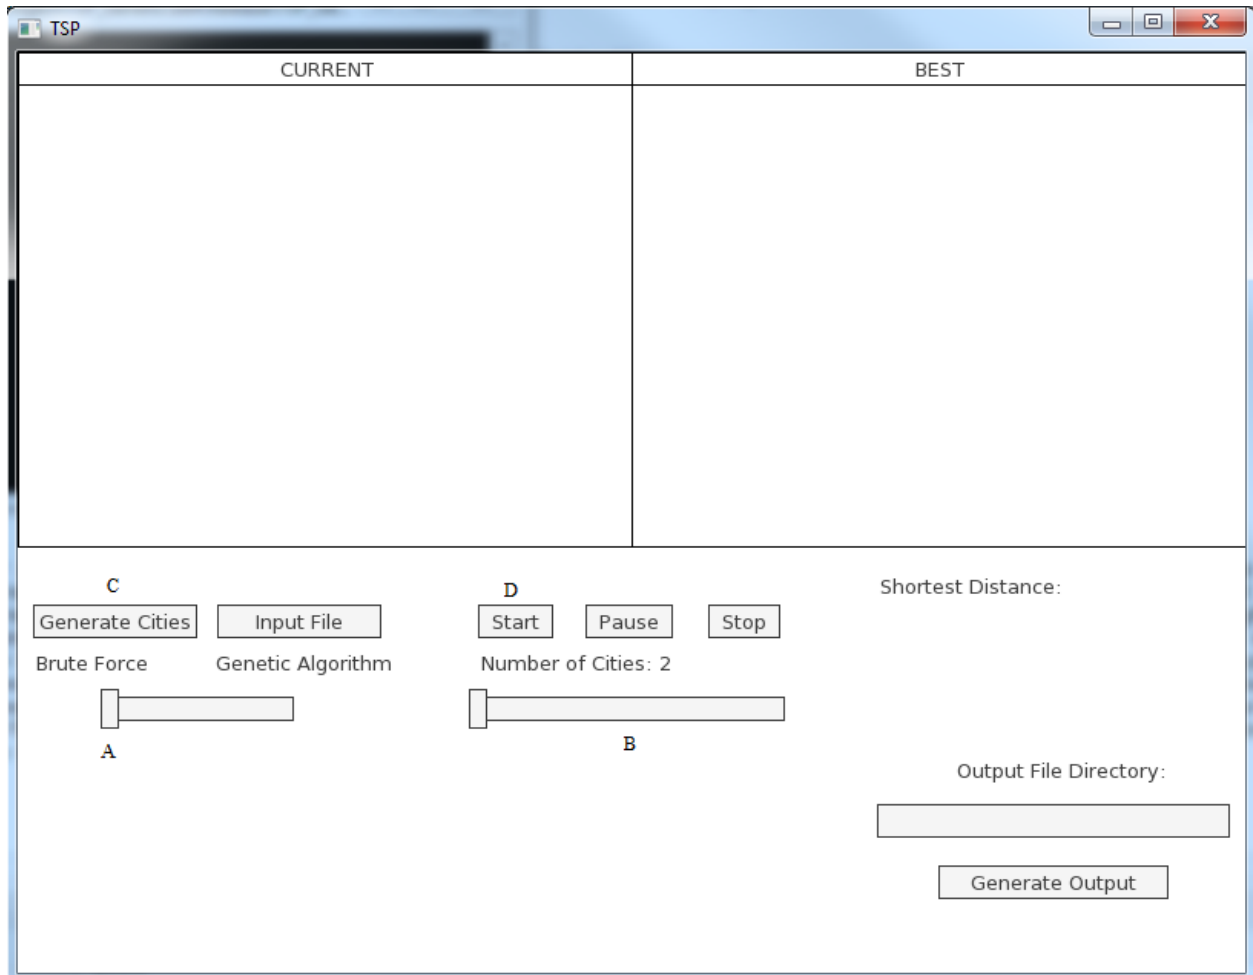 TSP
CURRENT BEST
C D Shortest Distance:
Generate Cities Input File Start Pause Stop
Brute Force Genetic Algorithm Number of Cities: 2
A B
Output File Directory:
Generate Output